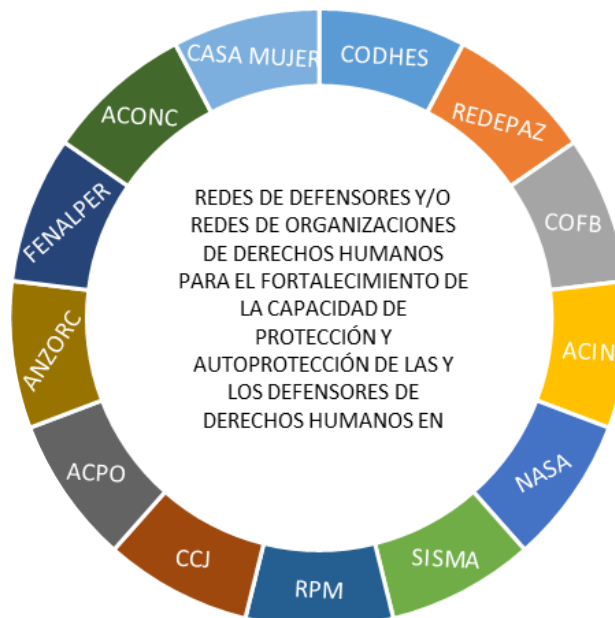 CASA MUJER
CODHES
REDEPAZ
COFB
ACIN
NASA
SISMA
RPM
CCJ
ACPO
ANZORC
FENALPER
ACONC
REDES DE DEFENSORES Y/O
REDES DE ORGANIZACIONES
DE DERECHOS HUMANOS
PARA EL FORTALECIMIENTO DE
LA CAPACIDAD DE
PROTECCIÓN Y
AUTOPROTECCIÓN DE LAS Y
LOS DEFENSORES DE
DERECHOS HUMANOS EN